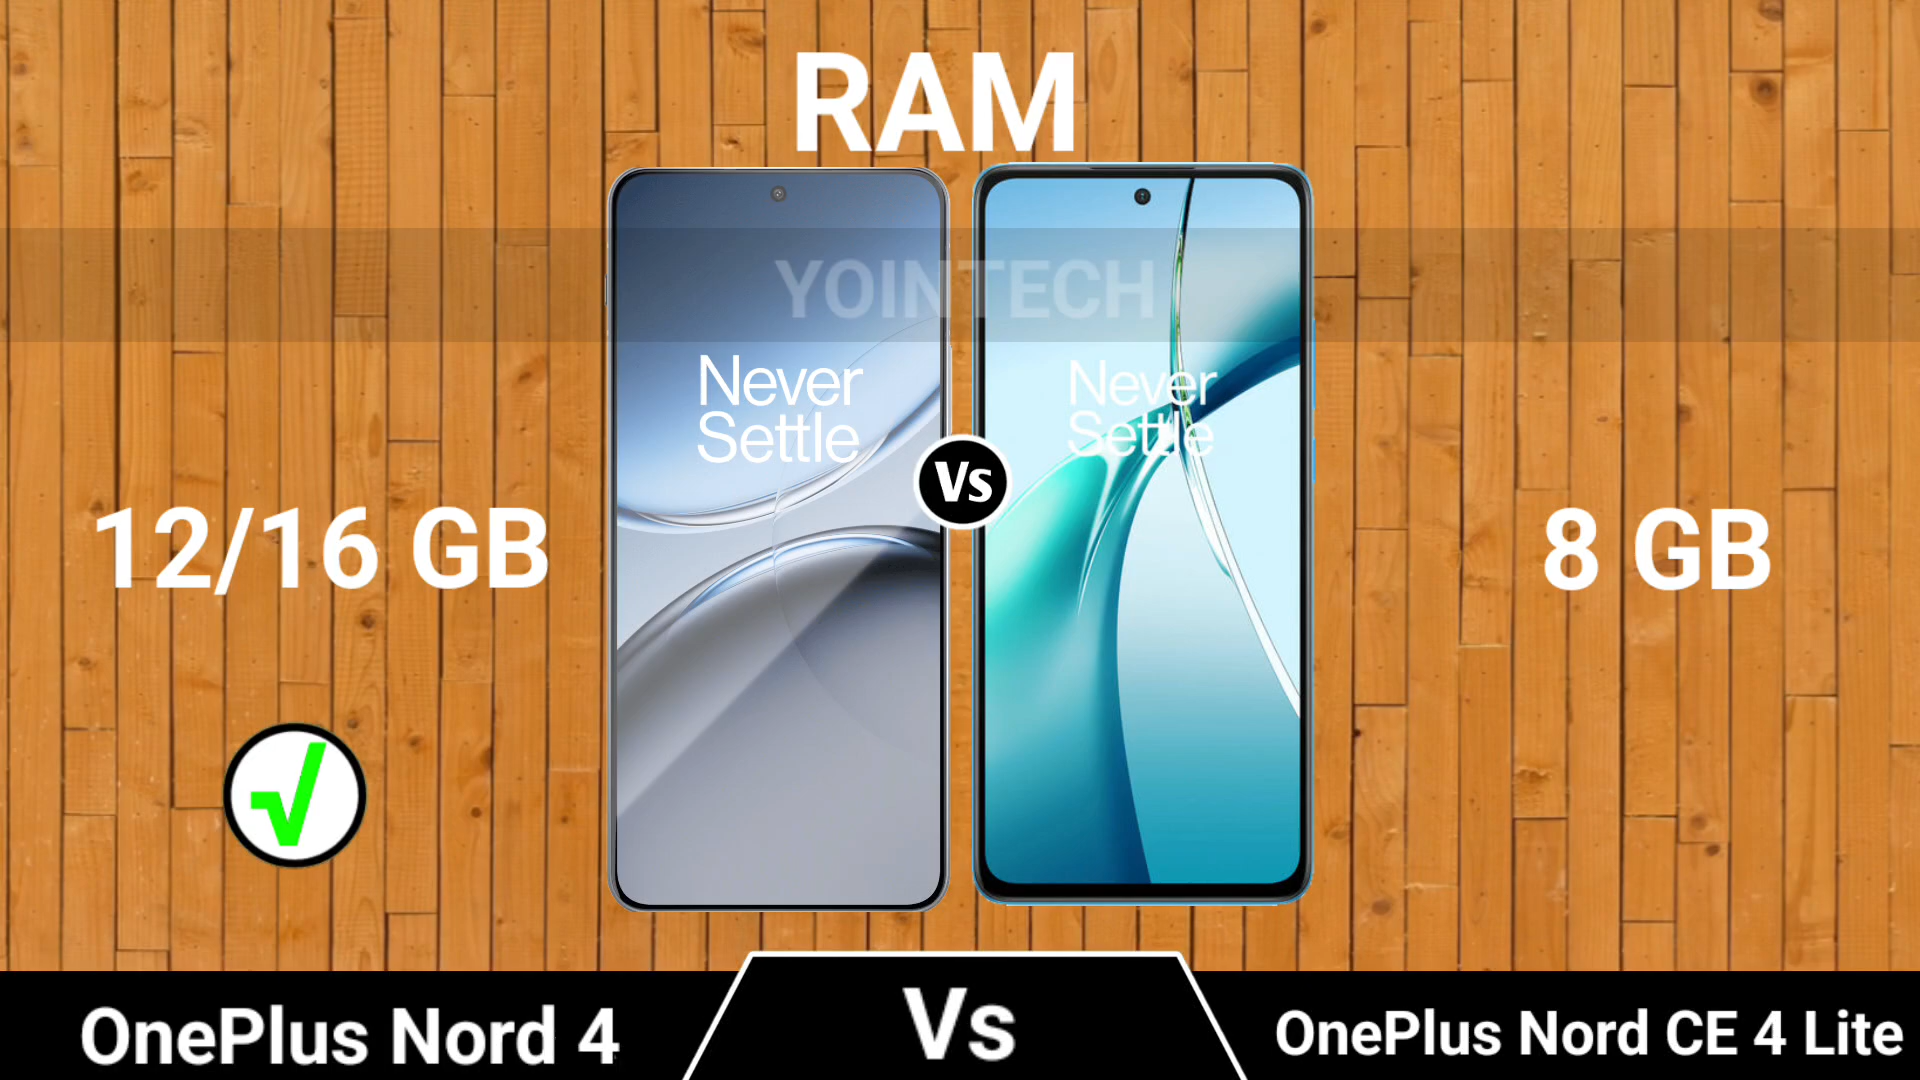 RAM
YOINTECH
Never
Settle
Never
Settle
Vs
12/16 GB
8 GB
OnePlus Nord 4
Vs
OnePlus Nord CE 4 Lite